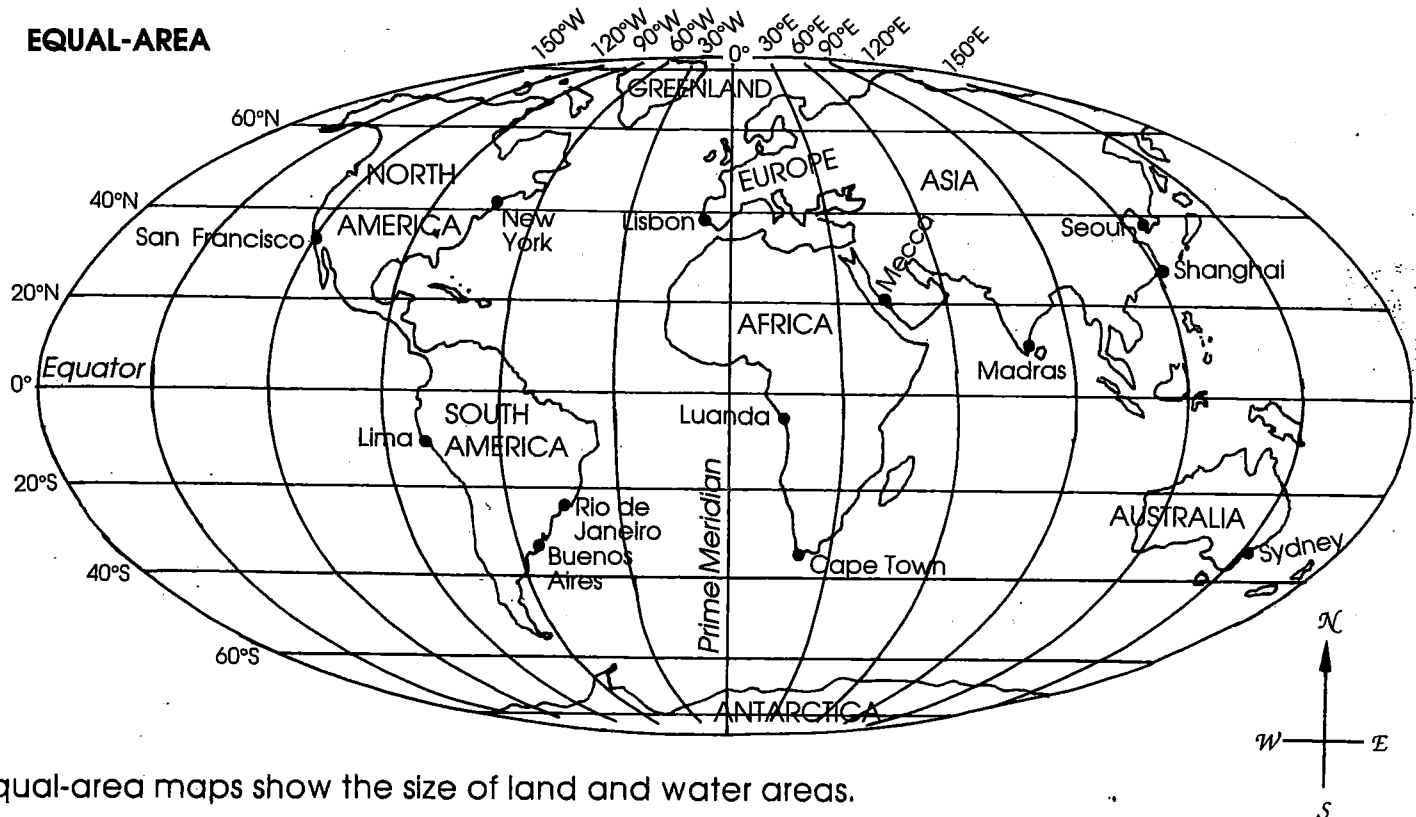 EQUAL-AREA
150°W 120°W 90°W 60°W 30°W 0° 30°E 60°E 90°E 120°E 150°E
GREENLAND
60°N
NORTH
AMERICA
EUROPE
ASIA
40°N
New
York
Lisbon
Seoul
San Francisco
Mecca
Shanghai
20°N
AFRICA
Equator
Madras
0°
SOUTH
AMERICA
Luanda
Lima
20°S
Rio de
Janeiro
Prime Meridian
AUSTRALIA
Buenos
Aires
Sydney
40°S
Cape Town
60°S
ANTARCTICA
N
W E
S
qual-area maps show the size of land and water areas.